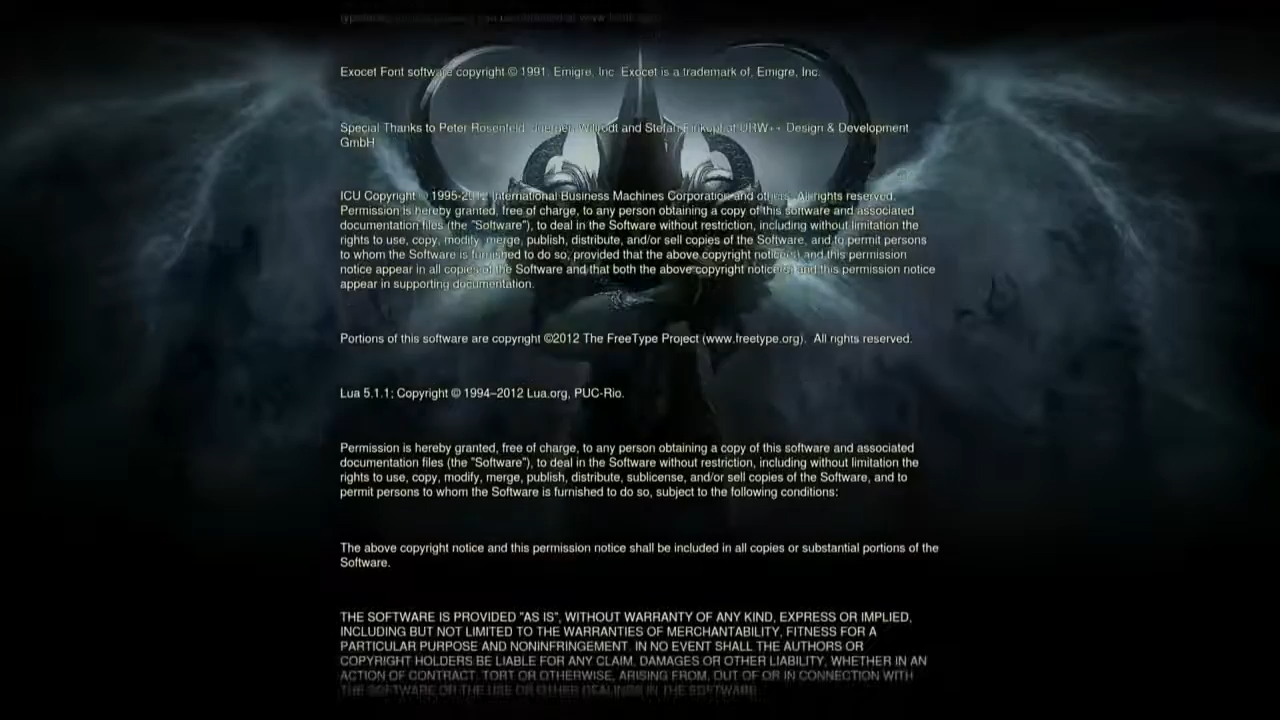 Exocet Font software copyright © 1991. Emigre, Inc. Exocet is a trademark of, Emigre, Inc.
Special Thanks to Peter Rosenfeld, Juergen Willrodt and Stefan Finkopf at URW++ Design & Development
GmbH
ICU Copyright © 1995-2012 International Business Machines Corporation and others. All rights reserved.
Permission is hereby granted, free of charge, to any person obtaining a copy of this software and associated
documentation files (the "Software"), to deal in the Software without restriction, including without limitation the
rights to use, copy, modify, merge, publish, distribute, and/or sell copies of the Software, and to permit persons
to whom the Software is furnished to do so, provided that the above copyright notice(s) and this permission
notice appear in all copies of the Software and that both the above copyright notice(s) and this permission notice
appear in supporting documentation.
Portions of this software are copyright ©2012 The FreeType Project (www.freetype.org). All rights reserved.
Lua 5.1.1; Copyright © 1994–2012 Lua.org, PUC-Rio.
Permission is hereby granted, free of charge, to any person obtaining a copy of this software and associated
documentation files (the "Software"), to deal in the Software without restriction, including without limitation the
rights to use, copy, modify, merge, publish, distribute, sublicense, and/or sell copies of the Software, and to
permit persons to whom the Software is furnished to do so, subject to the following conditions:
The above copyright notice and this permission notice shall be included in all copies or substantial portions of the
Software.
THE SOFTWARE IS PROVIDED "AS IS", WITHOUT WARRANTY OF ANY KIND, EXPRESS OR IMPLIED,
INCLUDING BUT NOT LIMITED TO THE WARRANTIES OF MERCHANTABILITY, FITNESS FOR A
PARTICULAR PURPOSE AND NONINFRINGEMENT. IN NO EVENT SHALL THE AUTHORS OR
COPYRIGHT HOLDERS BE LIABLE FOR ANY CLAIM, DAMAGES OR OTHER LIABILITY, WHETHER IN AN
ACTION OF CONTRACT, TORT OR OTHERWISE, ARISING FROM, OUT OF OR IN CONNECTION WITH
THE SOFTWARE OR THE USE OR OTHER DEALINGS IN THE SOFTWARE.